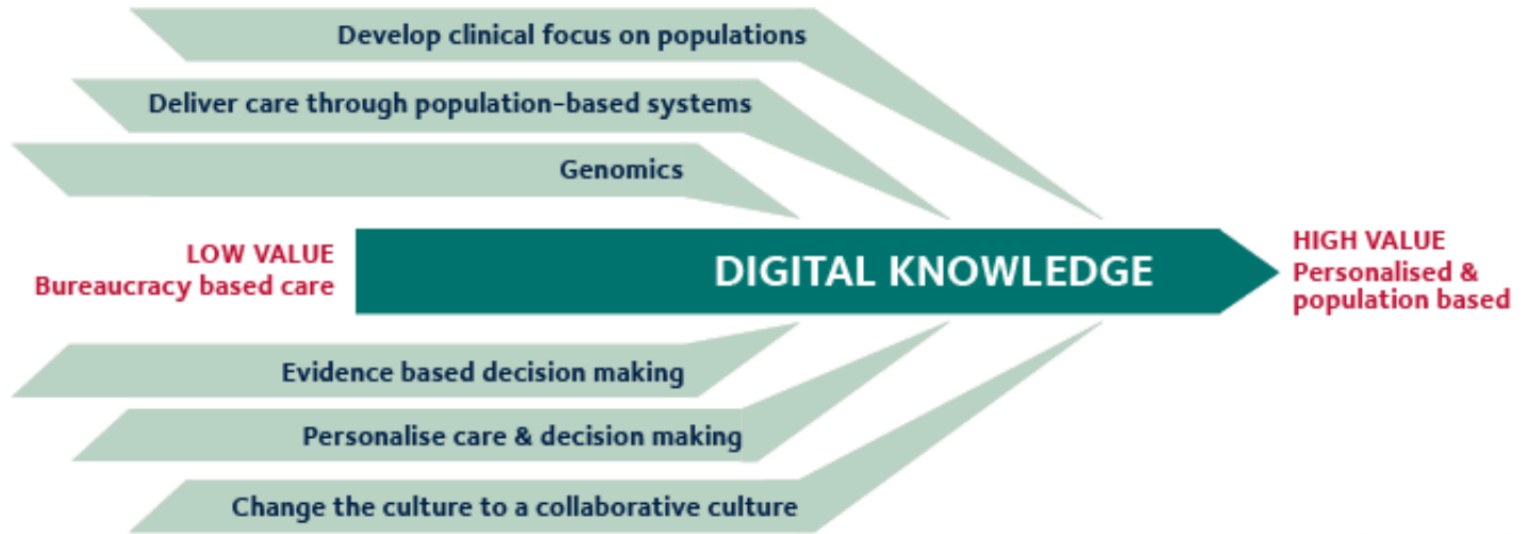 Develop clinical focus on populations
Deliver care through population-based systems
Genomics
LOW VALUE
Bureaucracy based care
DIGITAL KNOWLEDGE
HIGH VALUE
Personalised &
population based
Evidence based decision making
Personalise care & decision making
Change the culture to a collaborative culture